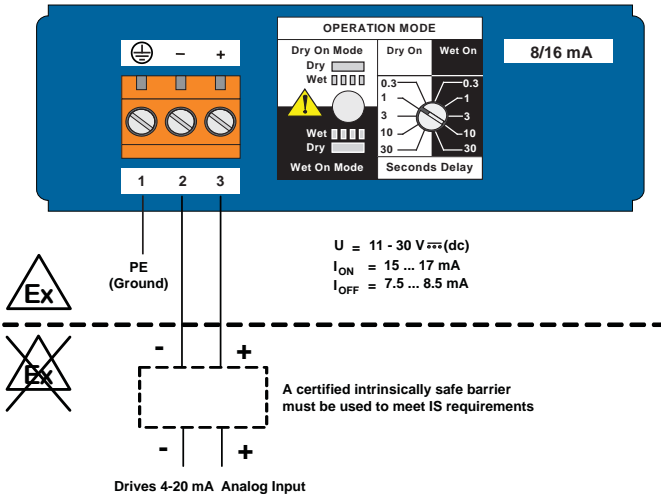 OPERATION MODE
Dry On Mode
Dry
Wet
Wet
Dry
Wet On Mode
Dry On Wet On
0.3 0.3
1 1
3 3
10 10
30 30
Seconds Delay
8/16 mA
– +
1 2 3
PE
(Ground)
U = 11 - 30 V (dc)
I ON = 15 ... 17 mA
I OFF = 7.5 ... 8.5 mA
Ex
Ex
- +
A certified intrinsically safe barrier
must be used to meet IS requirements
- +
Drives 4-20 mA Analog Input